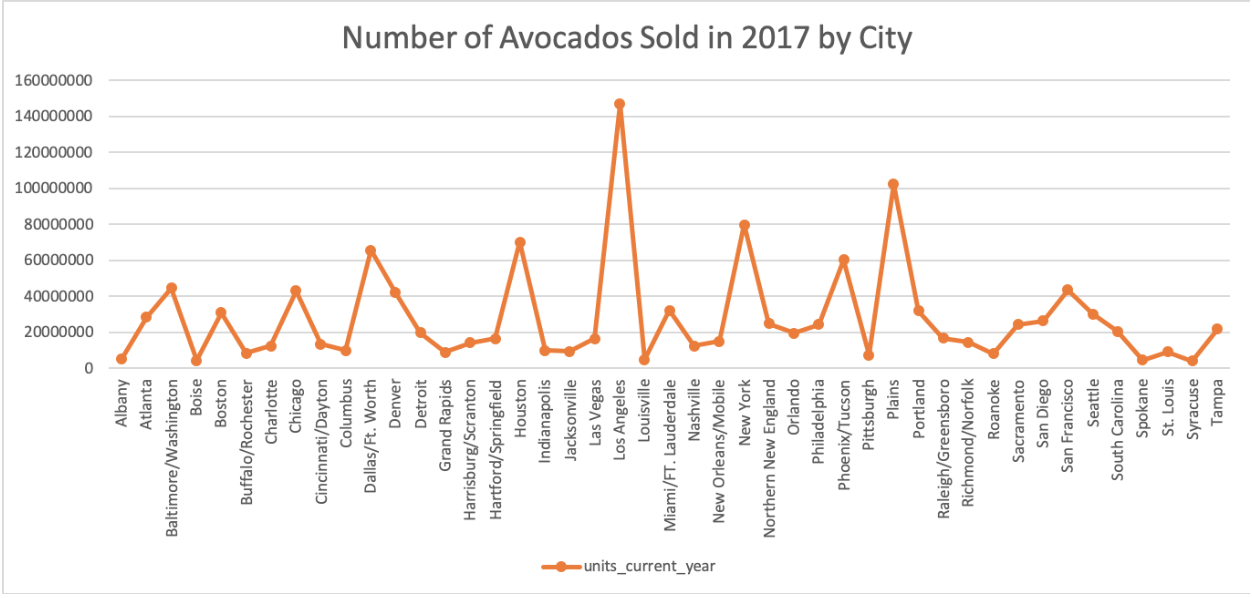 Number of Avocados Sold in 2017 by City
160000000
140000000
120000000
100000000
80000000
60000000
40000000
20000000
0
Albany
Atlanta
Baltimore/Washington
Boise
Boston
Buffalo/Rochester
Charlotte
Chicago
Cincinnati/Dayton
Columbus
Dallas/Ft. Worth
Denver
Detroit
Grand Rapids
Harrisburg/Scranton
Hartford/Springfield
Houston
Indianapolis
Jacksonville
Las Vegas
Los Angeles
Louisville
Miami/FT. Lauderdale
Nashville
New Orleans/Mobile
New York
Northern New England
Orlando
Philadelphia
Phoenix/Tucson
Pittsburgh
Plains
Portland
Raleigh/Greensboro
Richmond/Norfolk
Roanoke
Sacramento
San Diego
San Francisco
Seattle
South Carolina
Spokane
St. Louis
Syracuse
Tampa
units_current_year